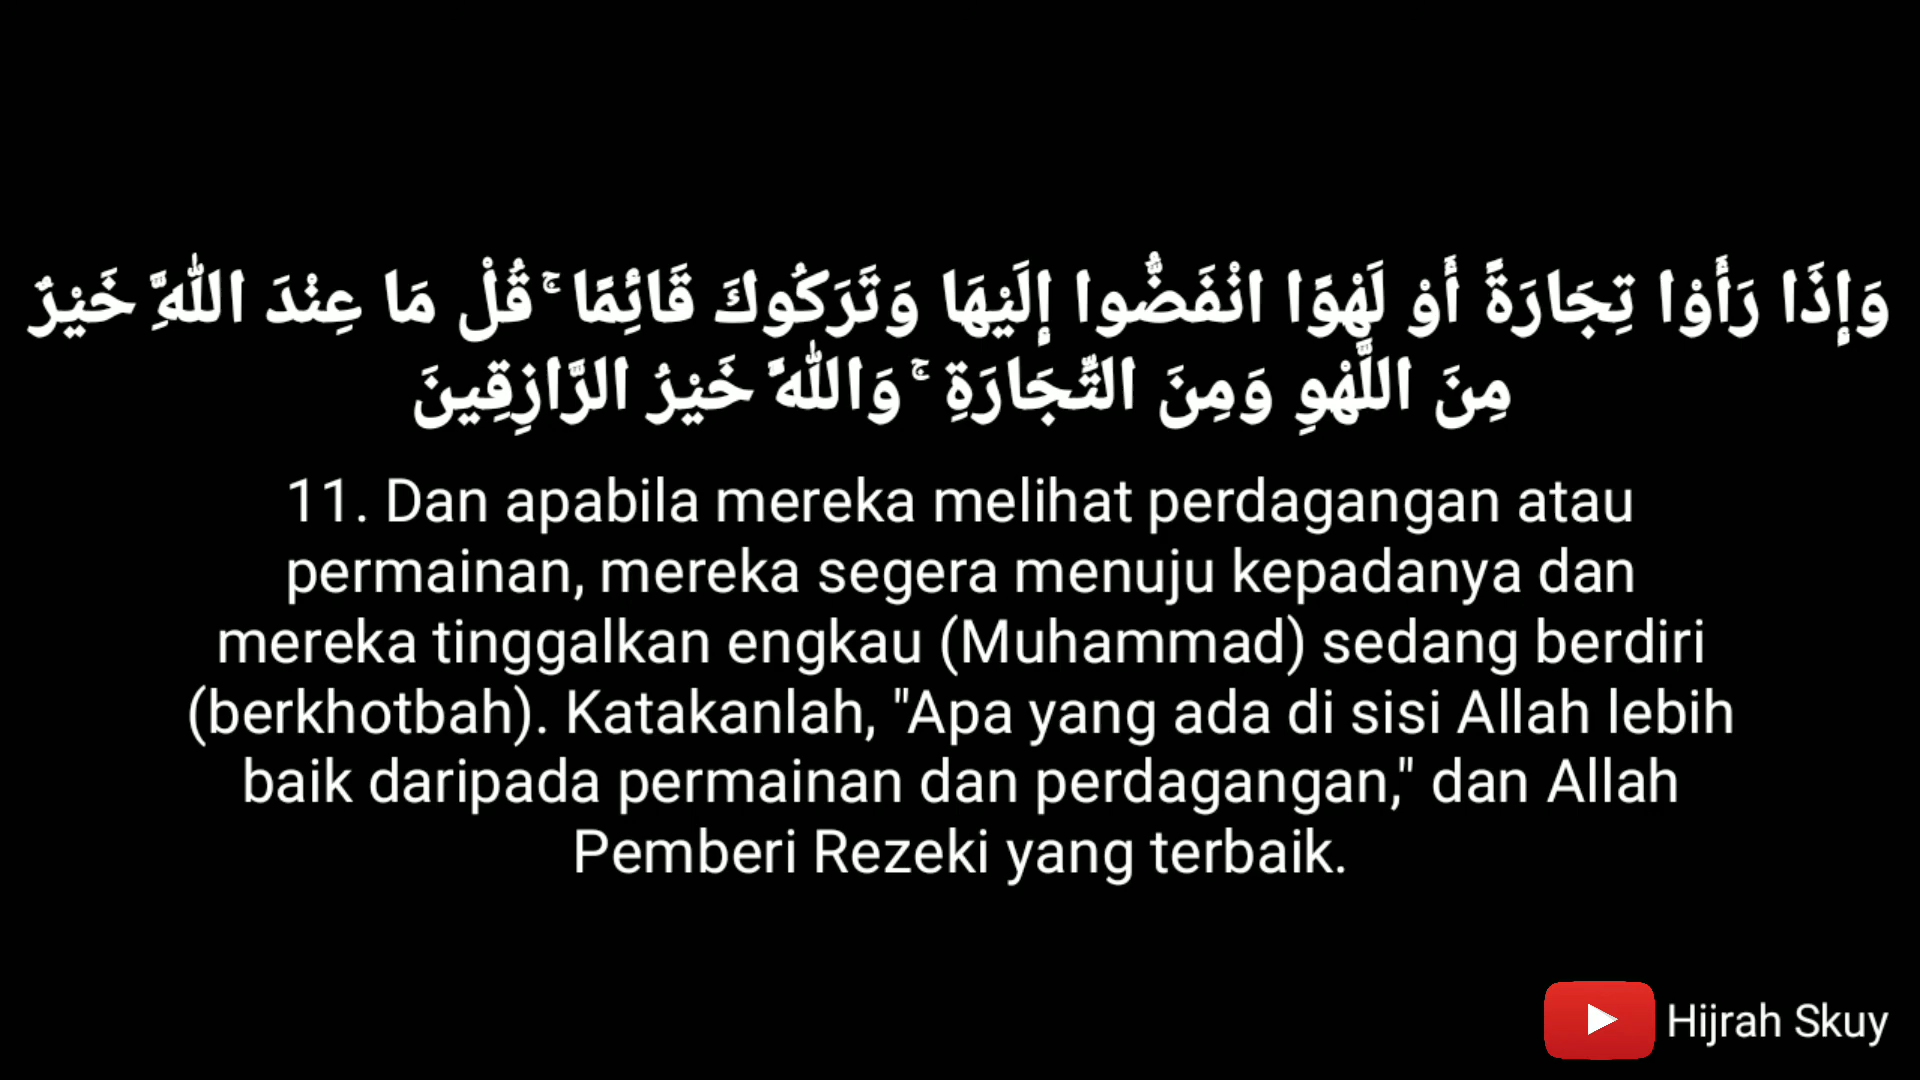 وَإِذَا رَأَوْا تِجَارَةً أَوْ لَهْوًا انْفَضُّوا إِلَيْهَا وَتَرَكُوكَ قَائِمًا ۚ قُلْ مَا عِنْدَ اللَّهِ خَيْرٌ
مِنَ اللَّهْوِ وَمِنَ التِّجَارَةِ ۚ وَاللَّهُ خَيْرُ الرَّازِقِينَ
11. Dan apabila mereka melihat perdagangan atau
permainan, mereka segera menuju kepadanya dan
mereka tinggalkan engkau (Muhammad) sedang berdiri
(berkhotbah). Katakanlah, "Apa yang ada di sisi Allah lebih
baik daripada permainan dan perdagangan," dan Allah
Pemberi Rezeki yang terbaik.
Hijrah Skuy